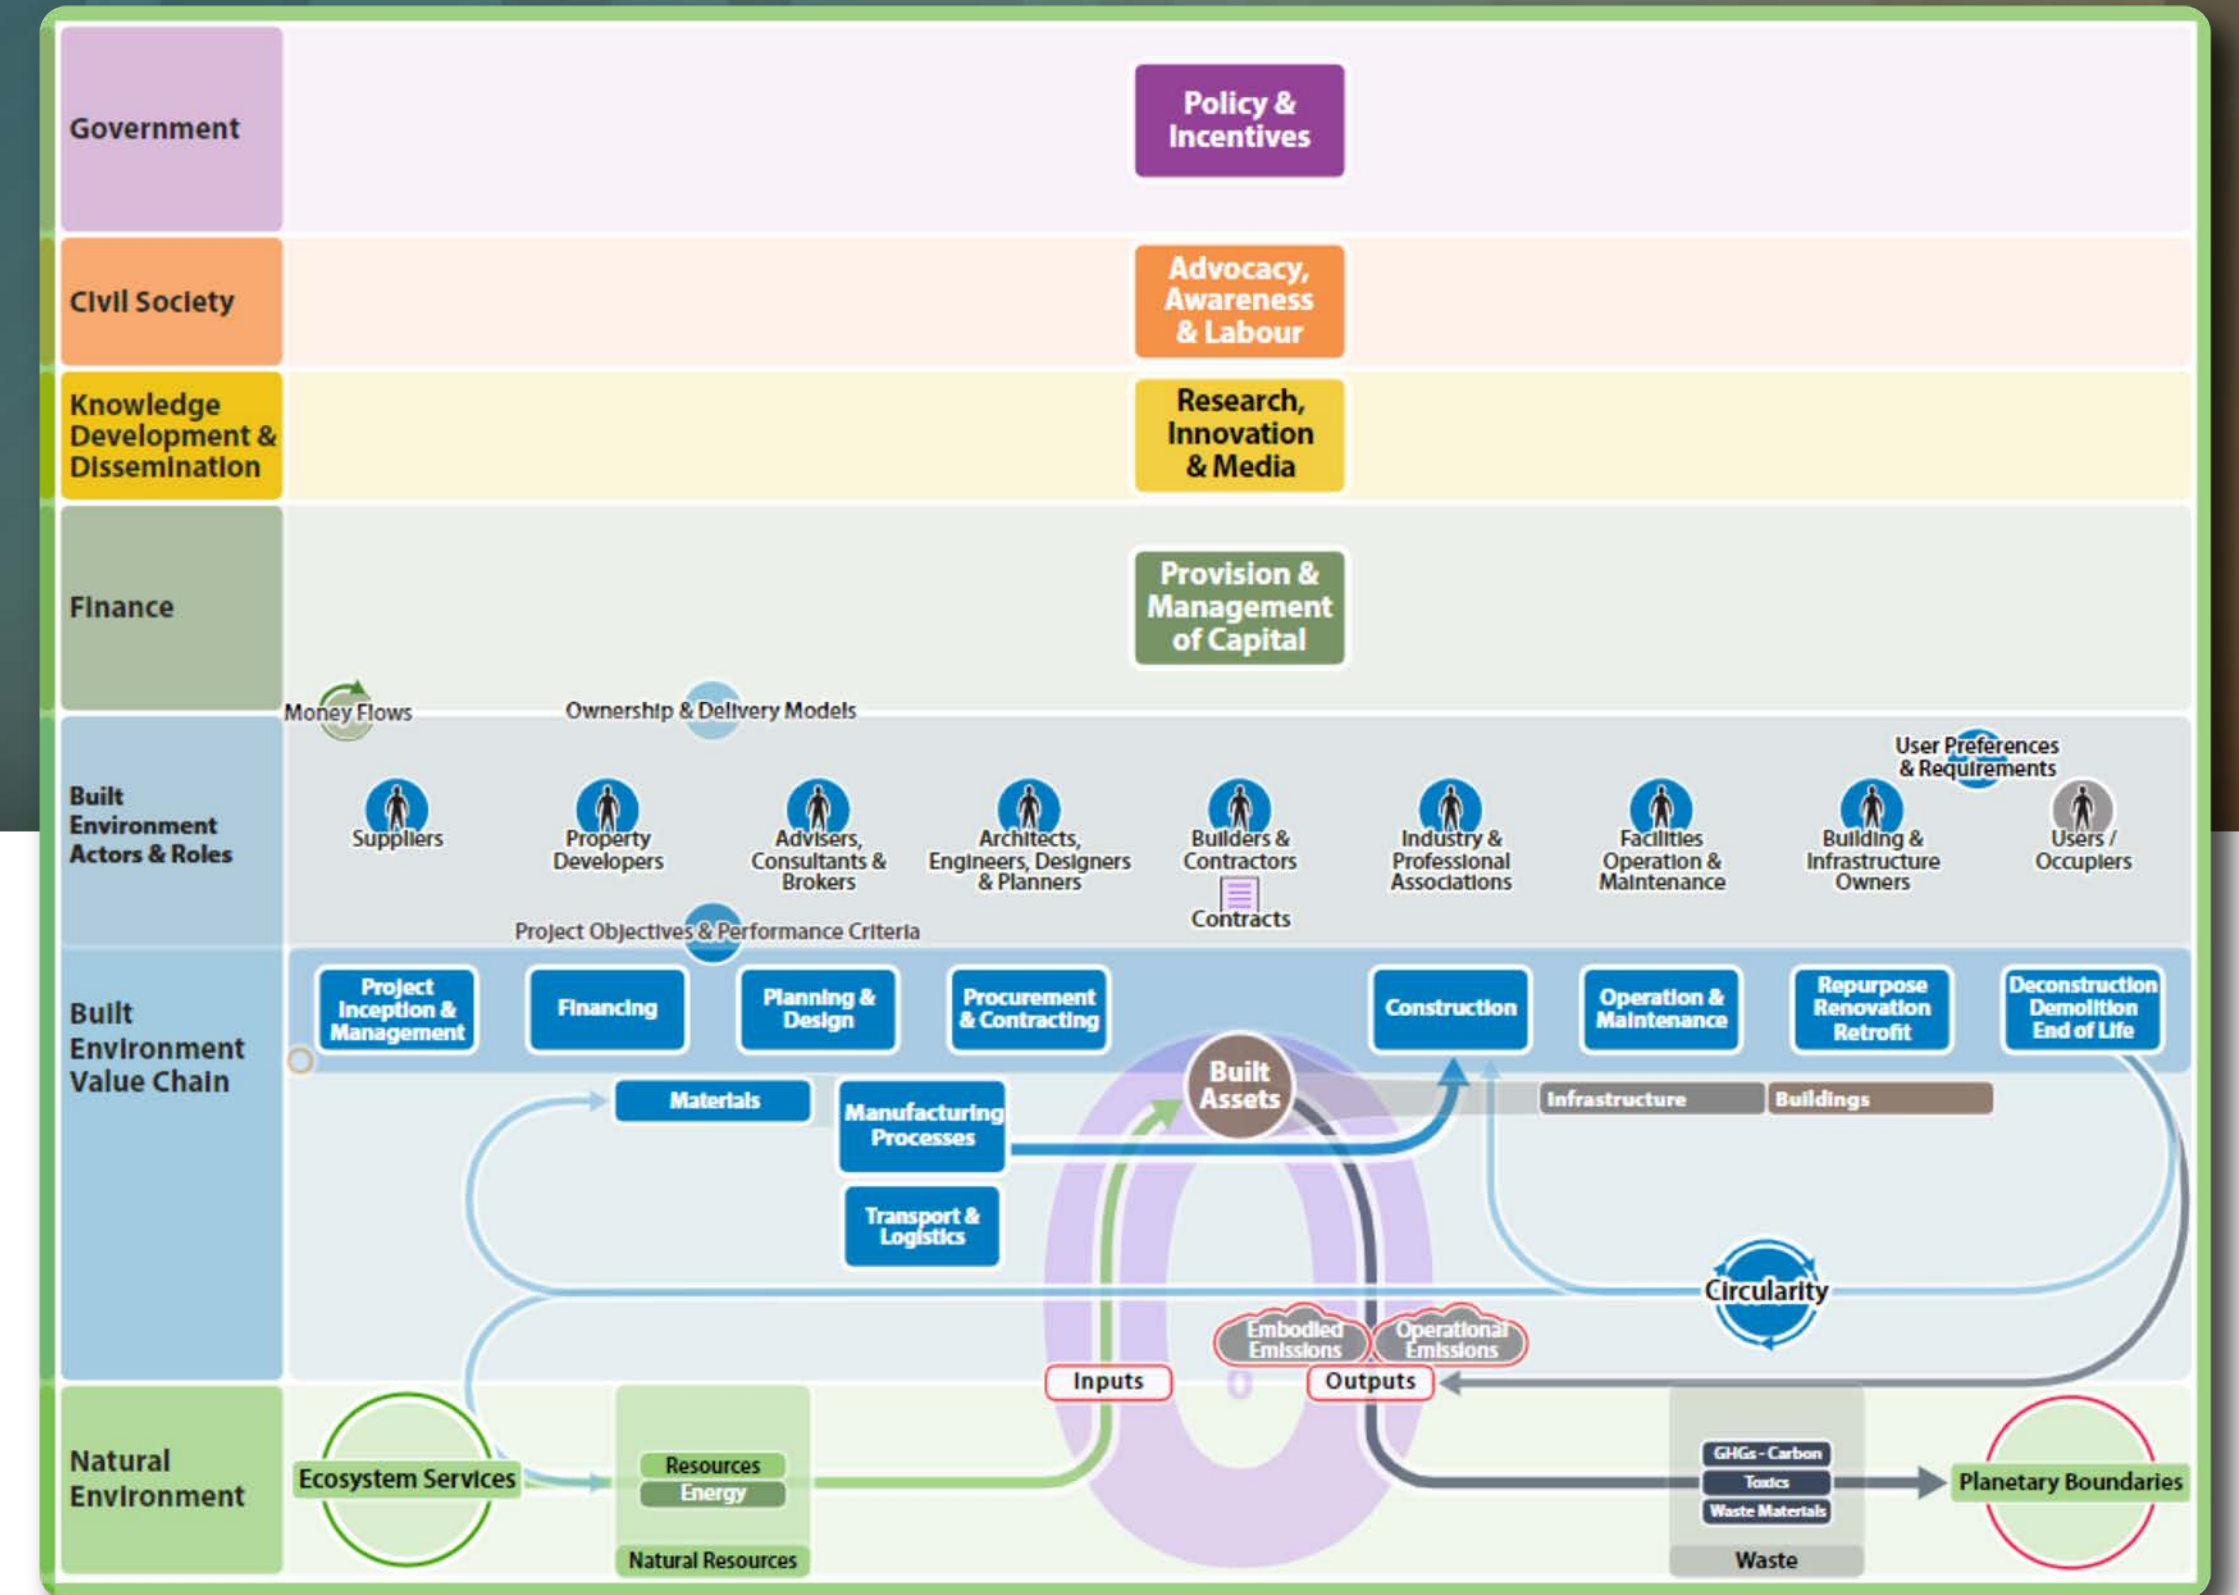 Government
Policy &
Incentives
Civil Society
Advocacy,
Awareness
& Labour
Knowledge
Development &
Dissemination
Research,
Innovation
& Media
Finance
Provision &
Management
of Capital
Money Flows
Ownership & Delivery Models
User Preferences
& Requirements
Built
Environment
Actors & Roles
Suppliers
Property
Developers
Advisers,
Consultants &
Brokers
Architects,
Engineers, Designers
& Planners
Builders &
Contractors
Contracts
Industry &
Professional
Associations
Facilities
Operation &
Maintenance
Building &
Infrastructure
Owners
Users /
Occupiers
Project Objectives & Performance Criteria
Built
Environment
Value Chain
Project
Inception &
Management
Financing
Planning &
Design
Procurement
& Contracting
Construction
Operation &
Maintenance
Repurpose
Renovation
Retrofit
Deconstruction
Demolition
End of Life
Built
Assets
Materials
Manufacturing
Processes
Infrastructure
Buildings
Transport &
Logistics
Circularity
Embodied
Emissions
Operational
Emissions
Inputs
0
Outputs
Natural
Environment
Ecosystem Services
Resources
Energy
Natural Resources
GHGs - Carbon
Toxics
Waste Materials
Waste
Planetary Boundaries